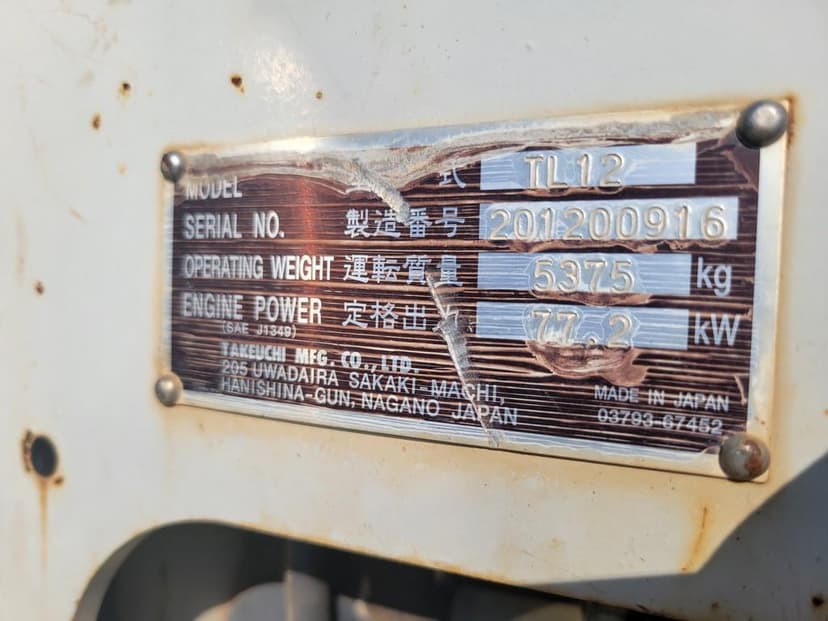 MODEL 式 TL12
SERIAL NO. 製造番号 201200916
OPERATING WEIGHT 運転質量 5375 kg
ENGINE POWER 定格出力 77.2 kW
(SAE J1349)
TAKEUCHI MFG. CO., LTD.
205 UWADAIRA SAKAKI-MACHI,
HANISHINA-GUN, NAGANO JAPAN
MADE IN JAPAN
03793-67452